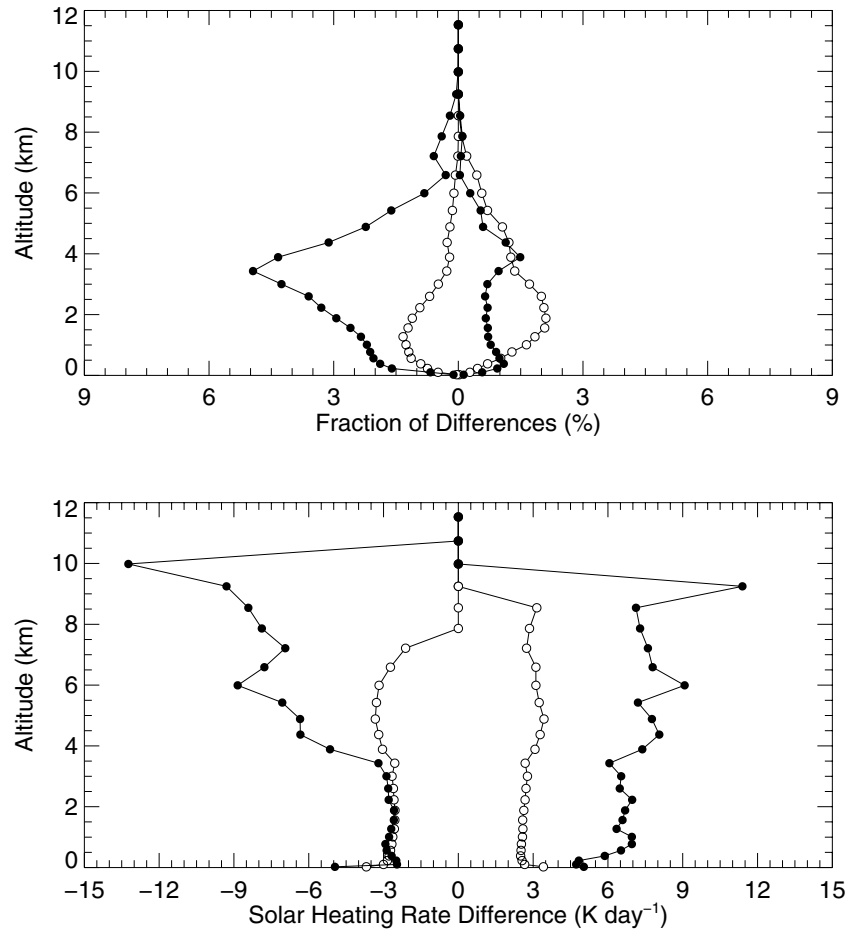 12
10
8
6
4
2
0
Altitude (km)
9 6 3 0 3 6 9
Fraction of Differences (%)
12
10
8
6
4
2
0
Altitude (km)
−15 −12 −9 −6 −3 0 3 6 9 12 15
Solar Heating Rate Difference (K day⁻¹)